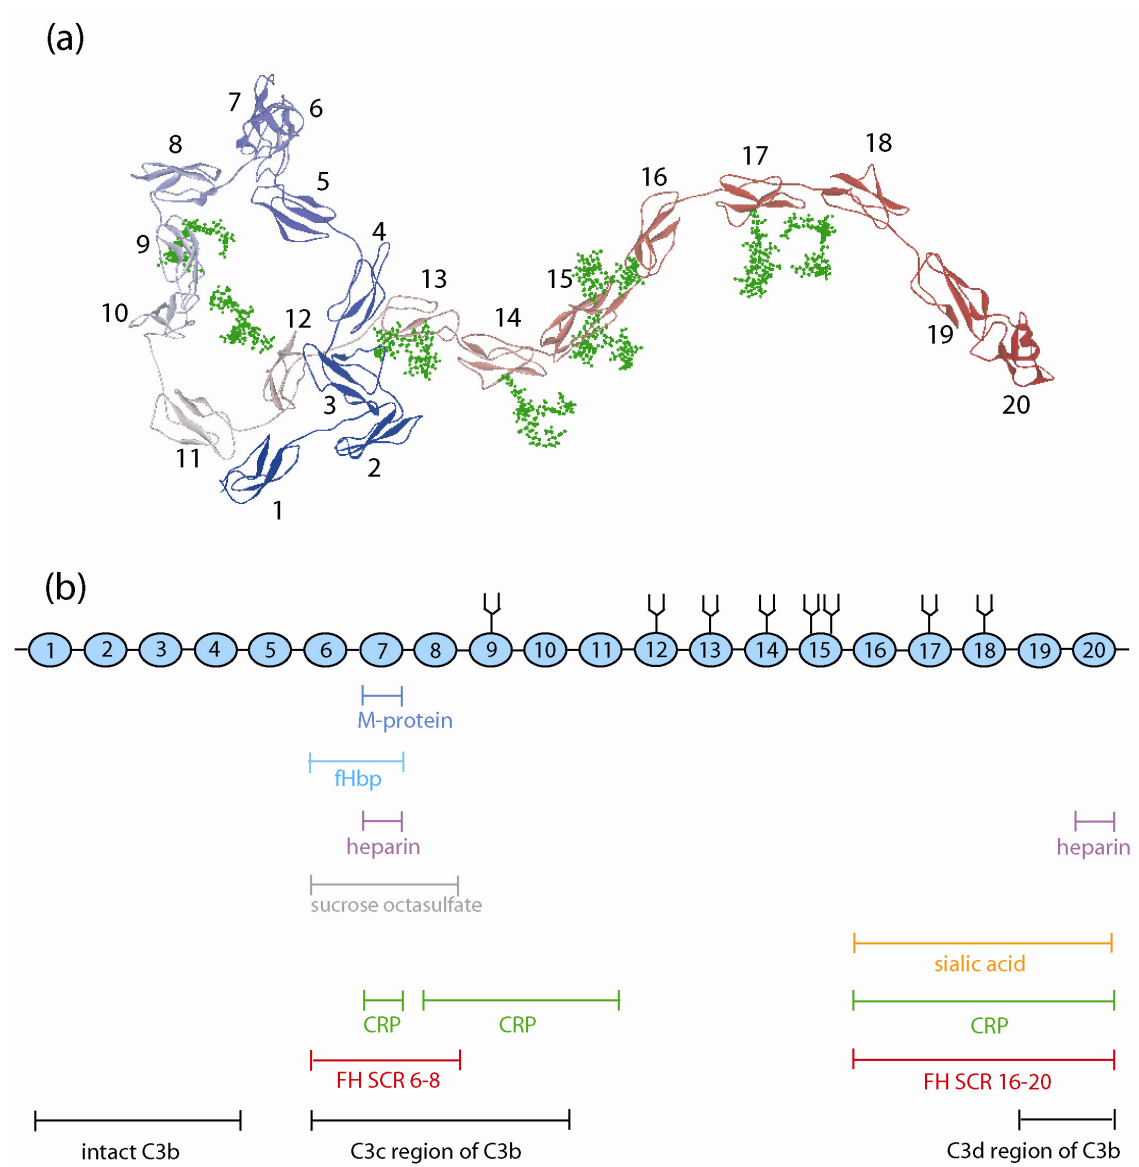 (a)
7
6
8
5
18
17
16
4
9
13
15
10
12
14
19
3
20
11
2
1
(b)
1 2 3 4 5 6 7 8 9 10 11 12 13 14 15 16 17 18 19 20
M-protein
fHbp
heparin heparin
sucrose octasulfate
sialic acid
CRP CRP CRP
FH SCR 6-8 FH SCR 16-20
intact C3b C3c region of C3b C3d region of C3b